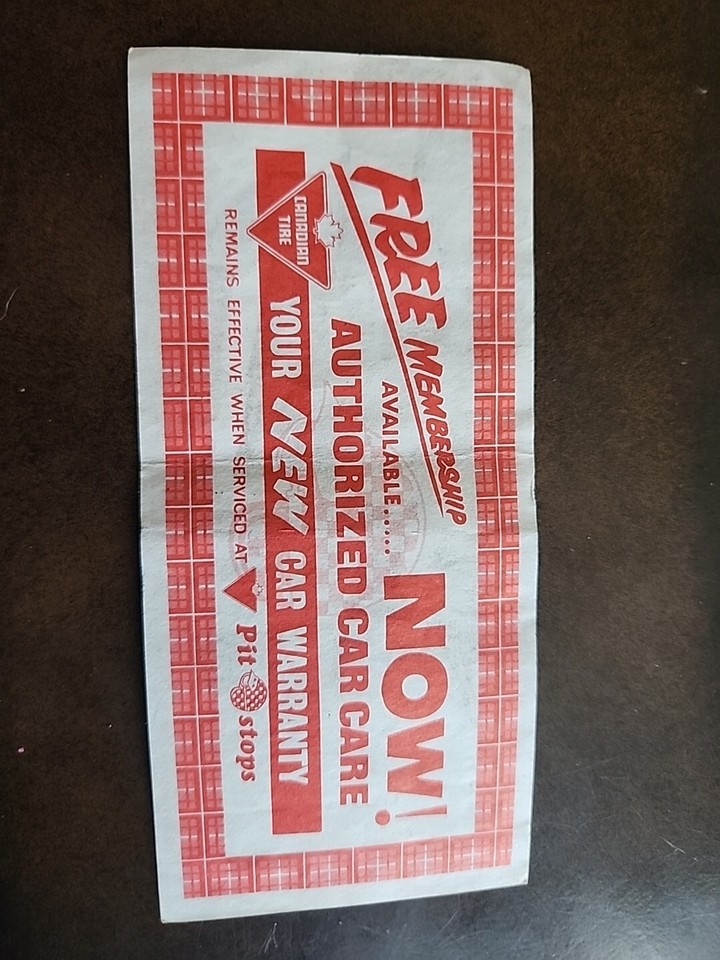 FREE MEMBERSHIP
AVAILABLE..... NOW!
AUTHORIZED CAR CARE
CANADIAN
TIRE
YOUR NEW CAR WARRANTY
REMAINS EFFECTIVE WHEN SERVICED AT Pit stops